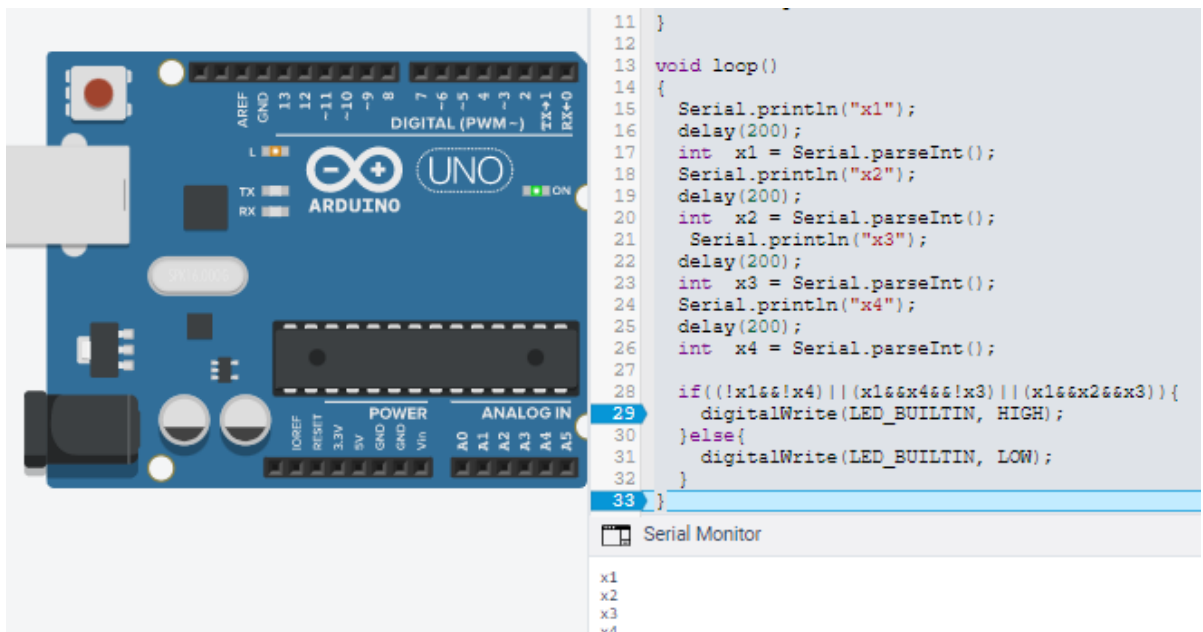 AREF
GND
13
12
~11
~10
~9
8
7
~6
~5
4
~3
2
TX→1
RX←0
DIGITAL (PWM~)
L
TX
RX
ARDUINO
UNO
ON
POWER
ANALOG IN
IOREF
RESET
3.3V
5V
GND
GND
Vin
A0
A1
A2
A3
A4
A5
11 }
12
13 void loop()
14 {
15   Serial.println("x1");
16   delay(200);
17   int  x1 = Serial.parseInt();
18   Serial.println("x2");
19   delay(200);
20   int  x2 = Serial.parseInt();
21    Serial.println("x3");
22   delay(200);
23   int  x3 = Serial.parseInt();
24   Serial.println("x4");
25   delay(200);
26   int  x4 = Serial.parseInt();
27
28   if((!x1&&!x4)||(x1&&x4&&!x3)||(x1&&x2&&x3)){
29     digitalWrite(LED_BUILTIN, HIGH);
30   }else{
31     digitalWrite(LED_BUILTIN, LOW);
32   }
33 }
Serial Monitor
x1
x2
x3
x4